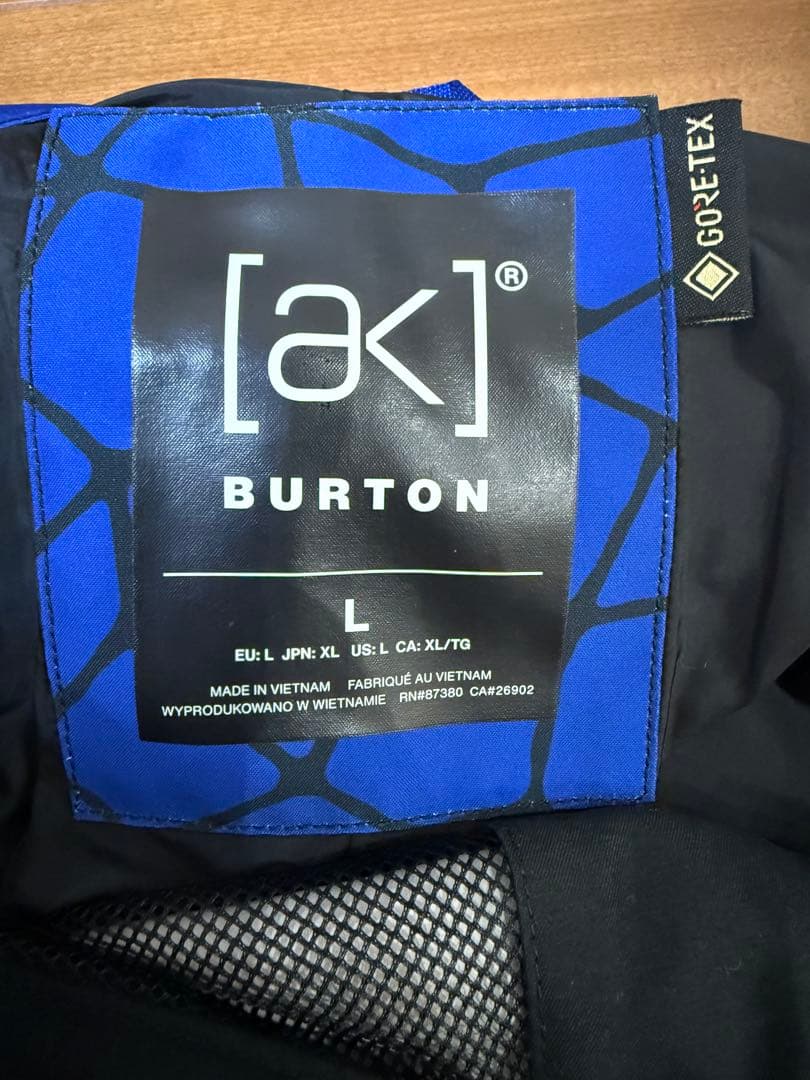 [ak]®
BURTON
L
EU: L JPN: XL US: L CA: XL/TG
MADE IN VIETNAM FABRIQUÉ AU VIETNAM
WYPRODUKOWANO W WIETNAMIE RN#87380 CA#26902
GORE-TEX